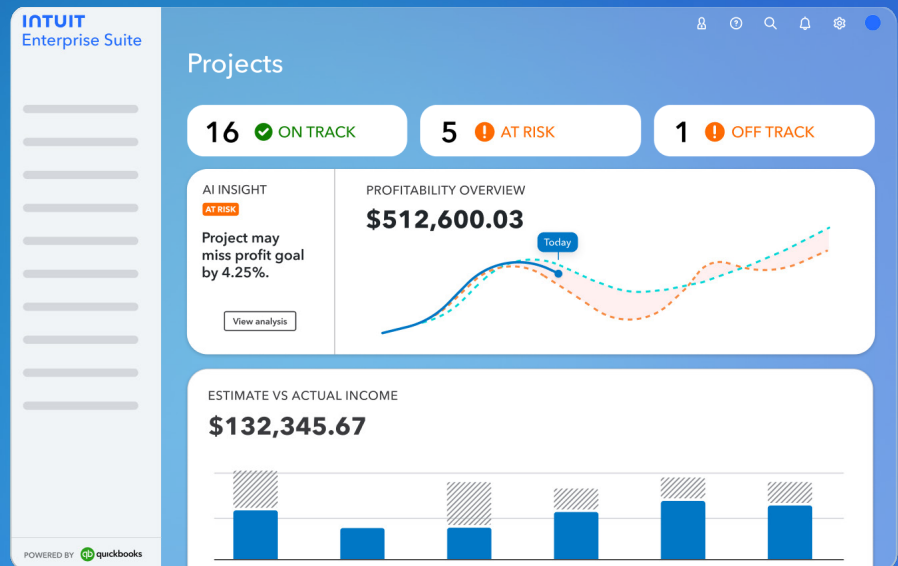 INTUIT
Enterprise Suite
Projects
16 ON TRACK
5 AT RISK
1 OFF TRACK
AI INSIGHT
AT RISK
Project may
miss profit goal
by 4.25%.
View analysis
PROFITABILITY OVERVIEW
$512,600.03
Today
ESTIMATE VS ACTUAL INCOME
$132,345.67
POWERED BY qb quickbooks